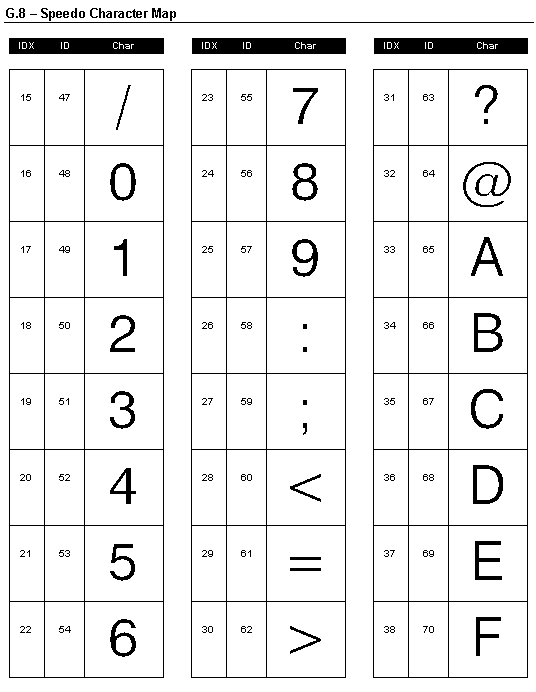 G.8 – Speedo Character Map
IDX ID Char IDX ID Char IDX ID Char
15 47 / 23 55 7 31 63 ?
16 48 0 24 56 8 32 64 @
17 49 1 25 57 9 33 65 A
18 50 2 26 58 : 34 66 B
19 51 3 27 59 ; 35 67 C
20 52 4 28 60 < 36 68 D
21 53 5 29 61 = 37 69 E
22 54 6 30 62 > 38 70 F